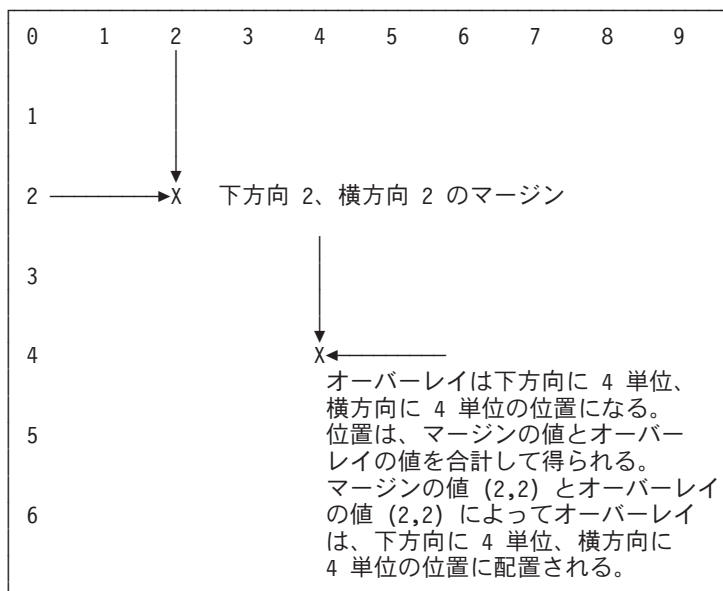 0 1 2 3 4 5 6 7 8 9
1
2 X 下方向 2、横方向 2 のマージン
3
4 X
オーバーレイは下方向に 4 単位、
横方向に 4 単位の位置になる。
5 位置は、マージンの値とオーバー
レイの値を合計して得られる。
マージンの値 (2,2) とオーバーレイ
6 の値 (2,2) によってオーバーレイ
は、下方向に 4 単位、横方向に
4 単位の位置に配置される。